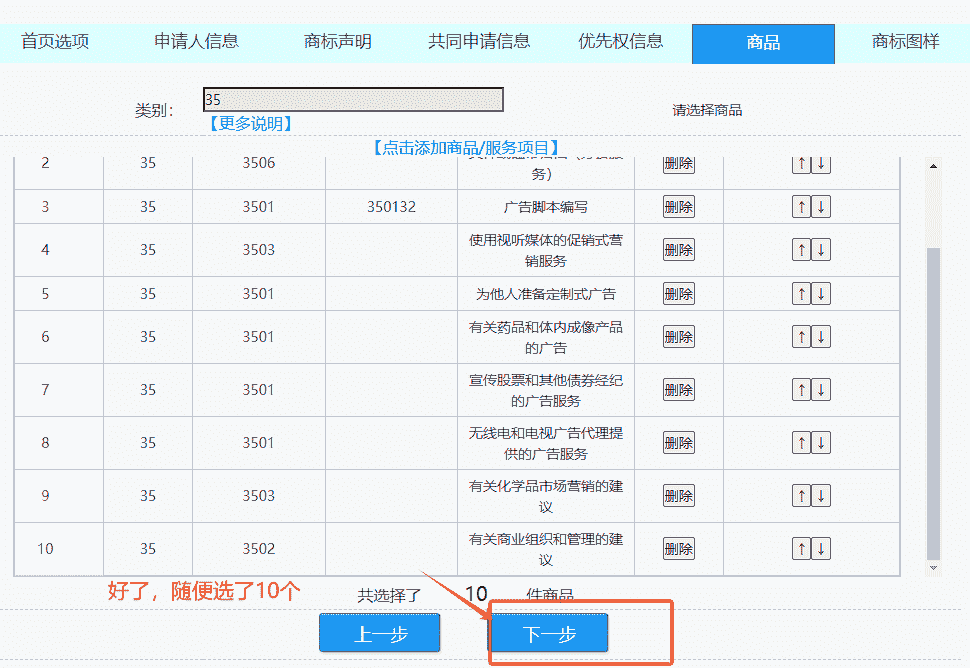 首页选项 申请人信息 商标声明 共同申请信息 优先权信息 商品 商标图样
类别： 35 请选择商品
【更多说明】
【点击添加商品/服务项目】
2 35 3506 删除 ↑ ↓
务）
3 35 3501 350132 广告脚本编写 删除 ↑ ↓
4 35 3503 使用视听媒体的促销式营 删除 ↑ ↓
销服务
5 35 3501 为他人准备定制式广告 删除 ↑ ↓
6 35 3501 有关药品和体内成像产品 删除 ↑ ↓
的广告
7 35 3501 宣传股票和其他债券经纪 删除 ↑ ↓
的广告服务
8 35 3501 无线电和电视广告代理提 删除 ↑ ↓
供的广告服务
9 35 3503 有关化学品市场营销的建 删除 ↑ ↓
议
10 35 3502 有关商业组织和管理的建 删除 ↑ ↓
议
好了，随便选了10个 共选择了 10 件商品
上一步 下一步